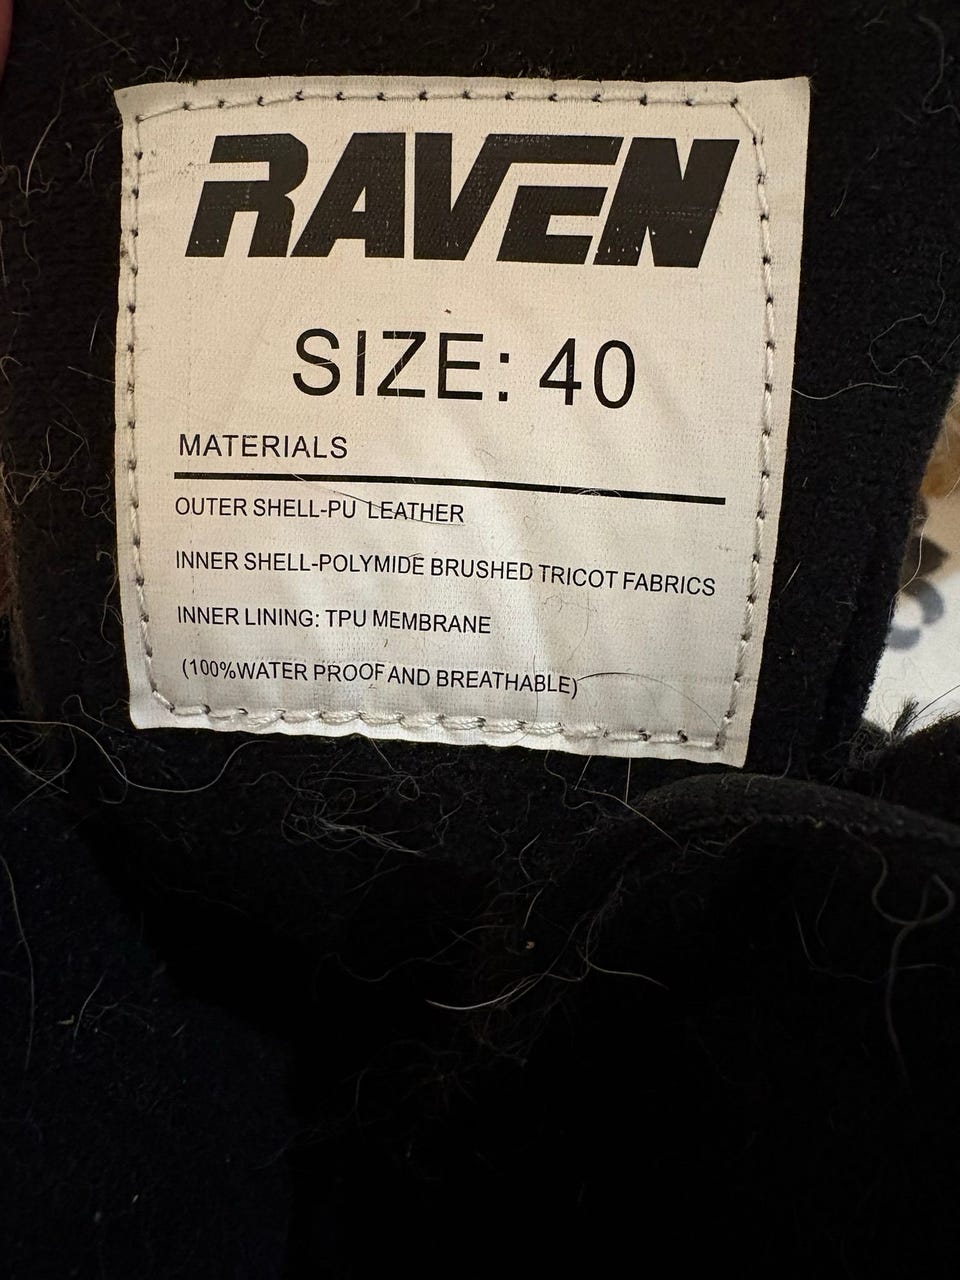 RAVEN
SIZE: 40
MATERIALS
OUTER SHELL-PU LEATHER
INNER SHELL-POLYMIDE BRUSHED TRICOT FABRICS
INNER LINING: TPU MEMBRANE
(100%WATER PROOF AND BREATHABLE)